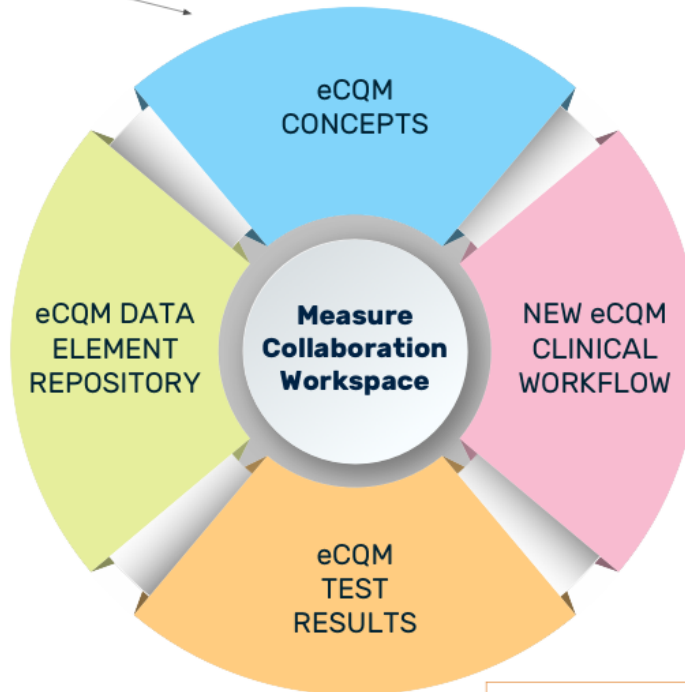 eCQM
CONCEPTS
eCQM DATA
ELEMENT
REPOSITORY
Measure
Collaboration
Workspace
NEW eCQM
CLINICAL
WORKFLOW
eCQM
TEST
RESULTS